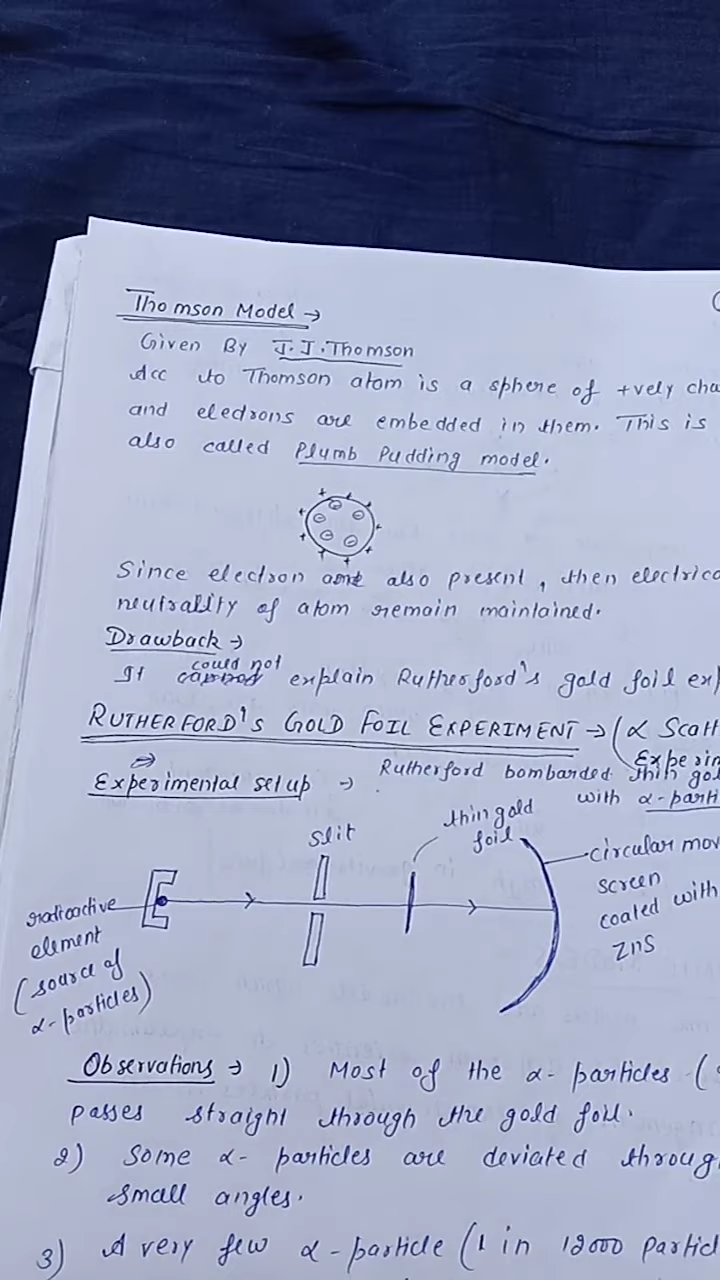 Thomson Model →
Given By J.J.Thomson
Acc to Thomson atom is a sphere of +vely cha
and eledrons are embedded in them. This is
also called Plumb Pudding model.
Since electron also present, then electrica
neutrality of atom remain maintained.
Drawback →
It could not explain Rutherford's gold foil exp
RUTHERFORD'S GOLD FOIL EXPERIMENT → (α Scatt
Experim
Experimental setup → Rutherford bombarded thin gol
with α-parti
slit
thin gold
foil
radioactive
element
(source of
α-particles)
circular mov
screen
coated with
ZnS
Observations → 1) Most of the α- particles (
passes straight through the gold foil.
2) Some α- particles are deviated throug
small angles.
3) A very few α-particle (1 in 12000 particl